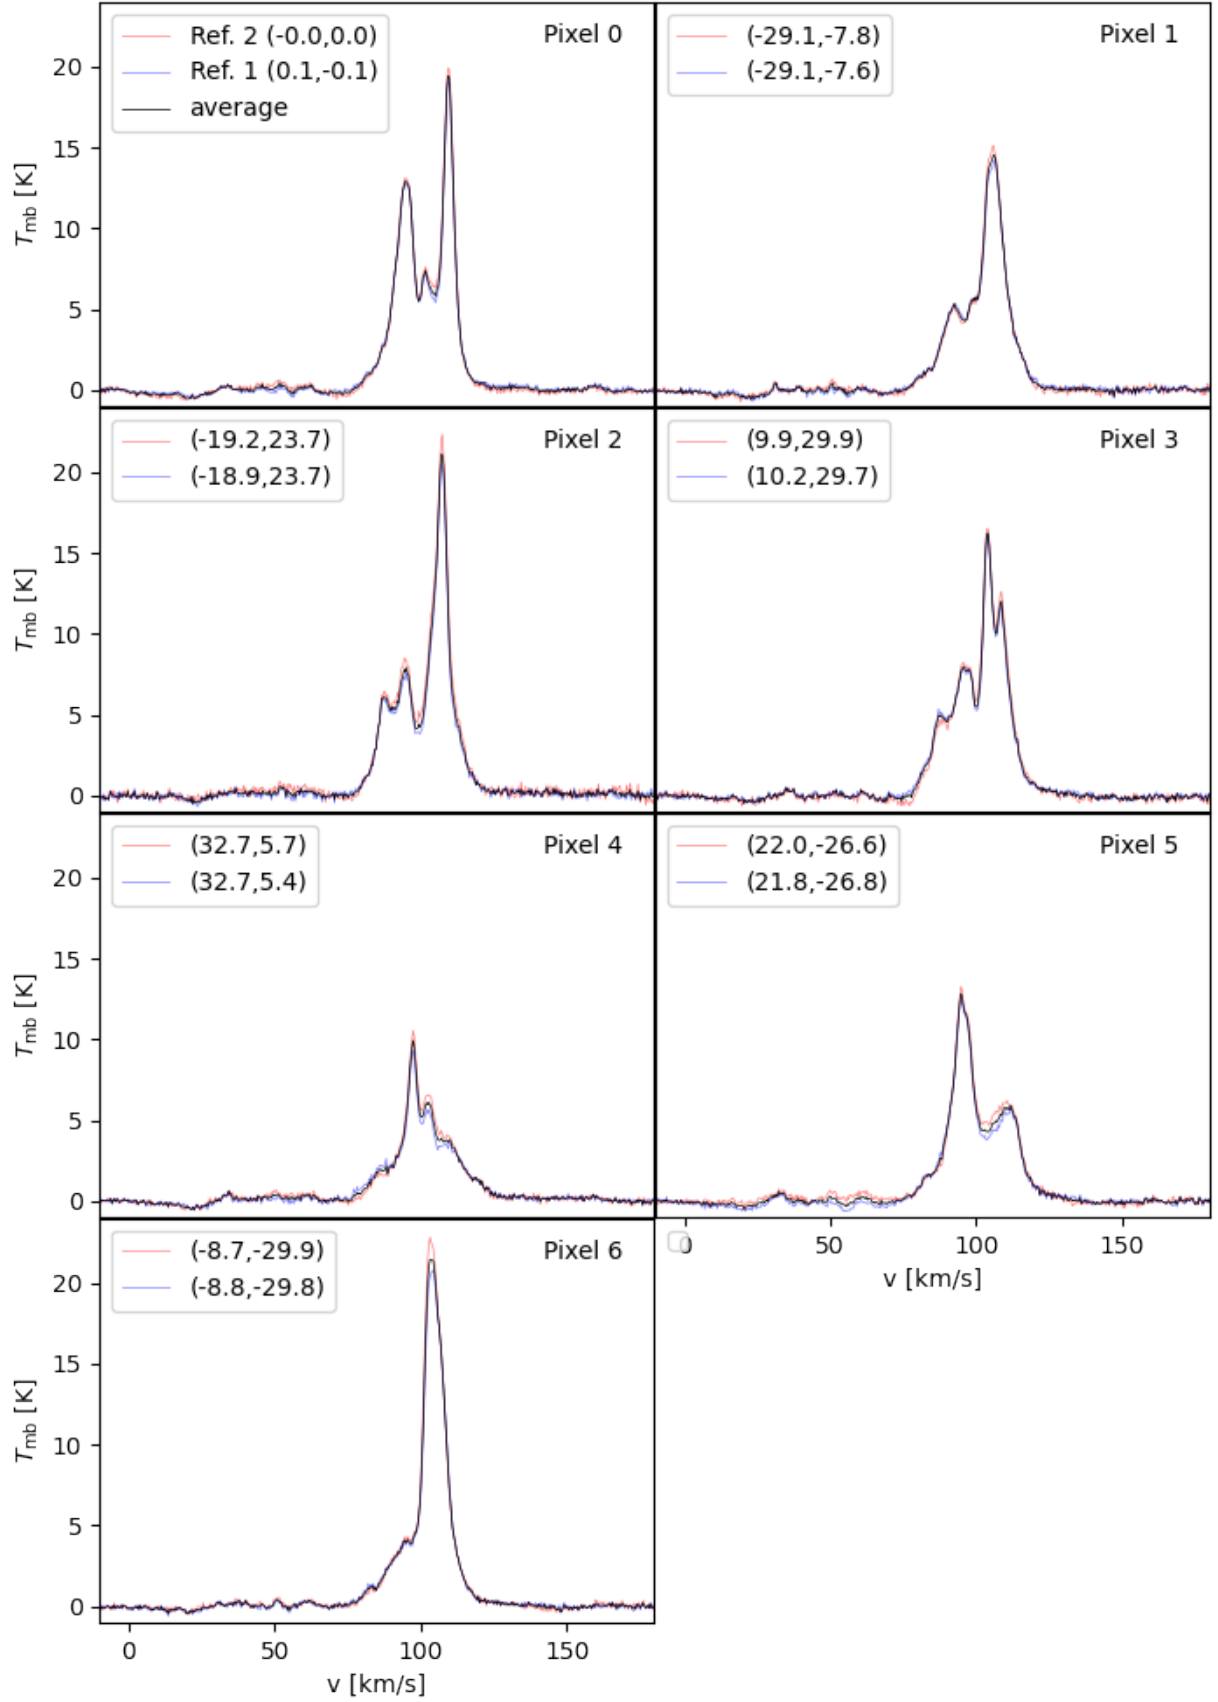 Ref. 2 (-0.0,0.0)
Ref. 1 (0.1,-0.1)
average
Pixel 0
20
15
10
5
0
T_mb [K]
(-29.1,-7.8)
(-29.1,-7.6)
Pixel 1
(-19.2,23.7)
(-18.9,23.7)
Pixel 2
20
15
10
5
0
T_mb [K]
(9.9,29.9)
(10.2,29.7)
Pixel 3
(32.7,5.7)
(32.7,5.4)
Pixel 4
20
15
10
5
0
T_mb [K]
(22.0,-26.6)
(21.8,-26.8)
Pixel 5
0 50 100 150
v [km/s]
(-8.7,-29.9)
(-8.8,-29.8)
Pixel 6
20
15
10
5
0
T_mb [K]
0 50 100 150
v [km/s]